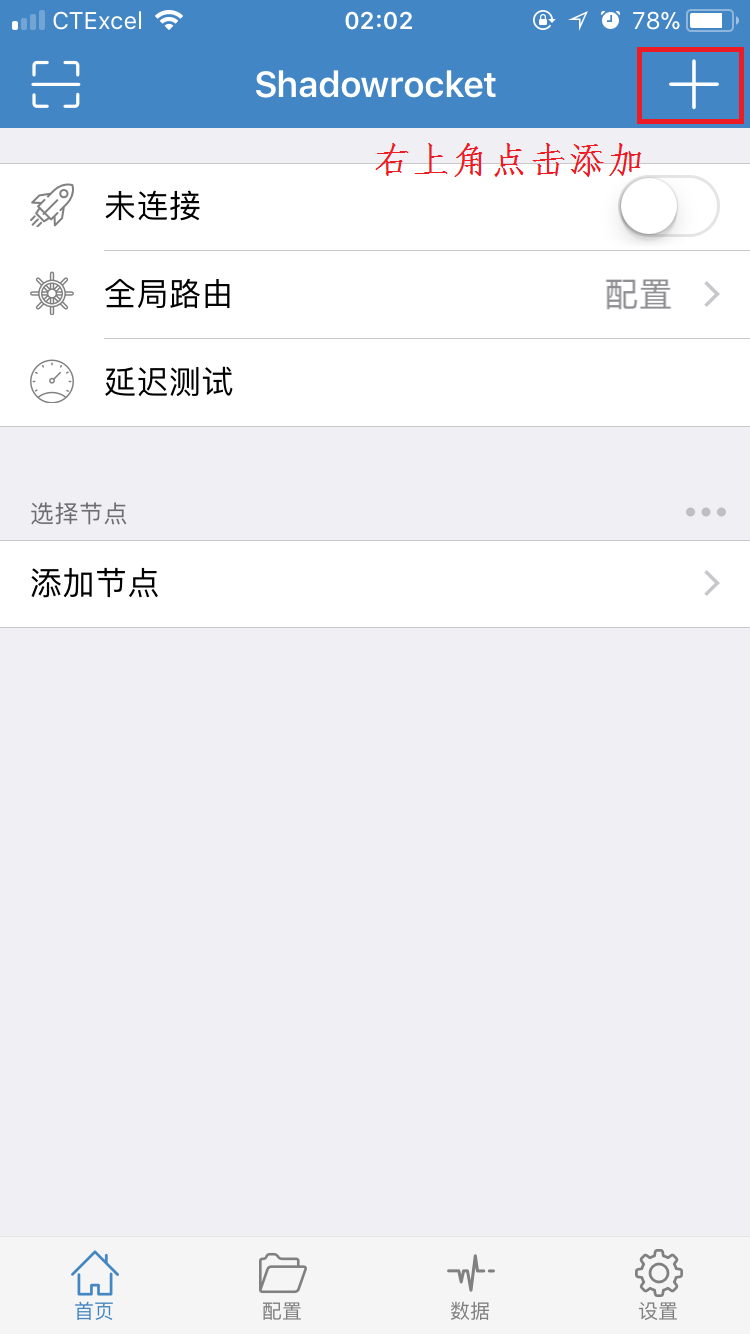 CTExcel 02:02 78%
Shadowrocket
右上角点击添加
未连接
全局路由 配置
延迟测试
选择节点
添加节点
首页 配置 数据 设置